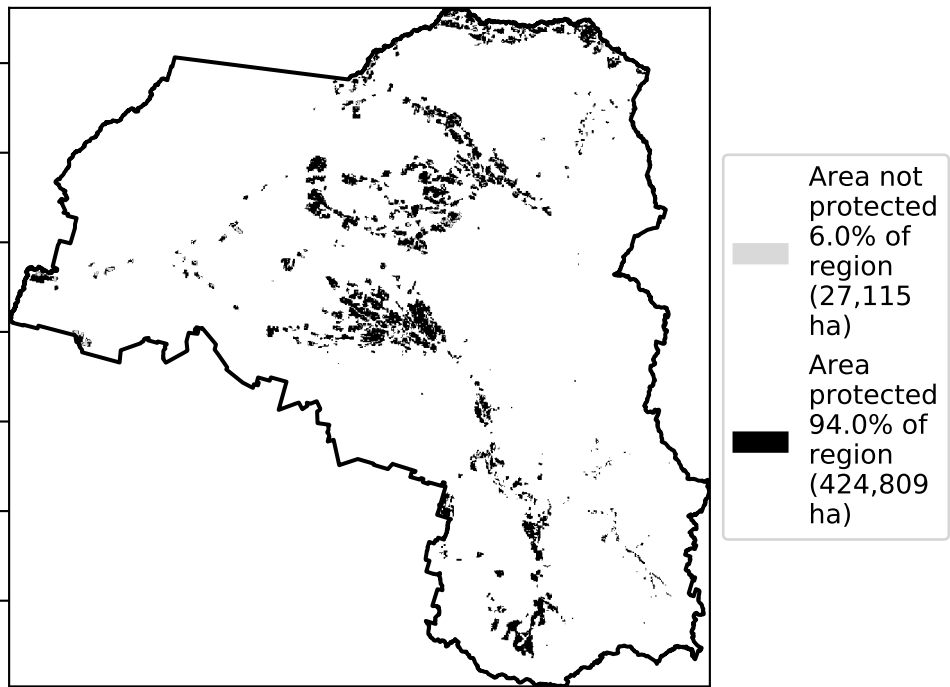 Area not
protected
6.0% of
region
(27,115
ha)
Area
protected
94.0% of
region
(424,809
ha)